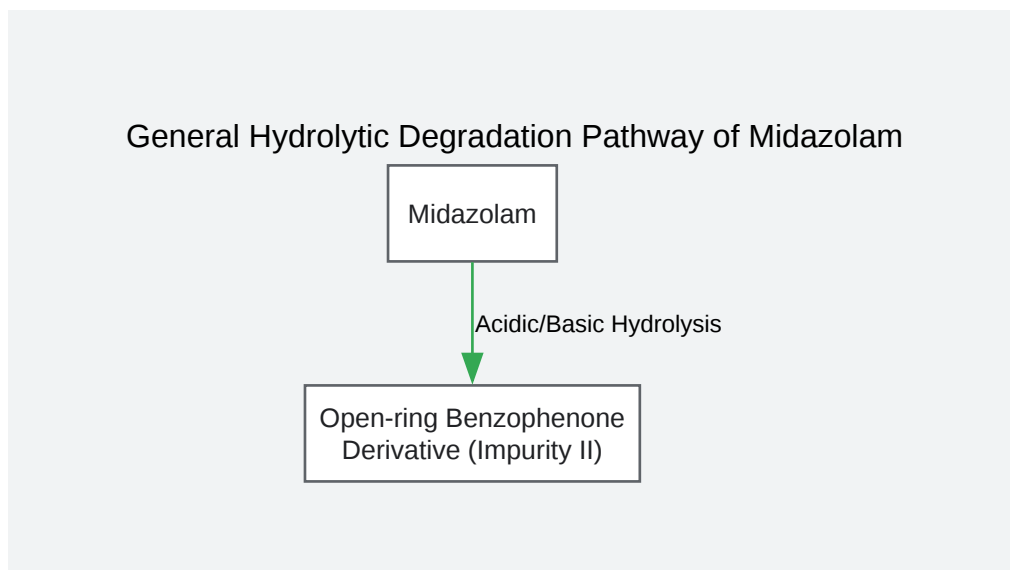 General Hydrolytic Degradation Pathway of Midazolam
Midazolam
Acidic/Basic Hydrolysis
Open-ring Benzophenone
Derivative (Impurity II)